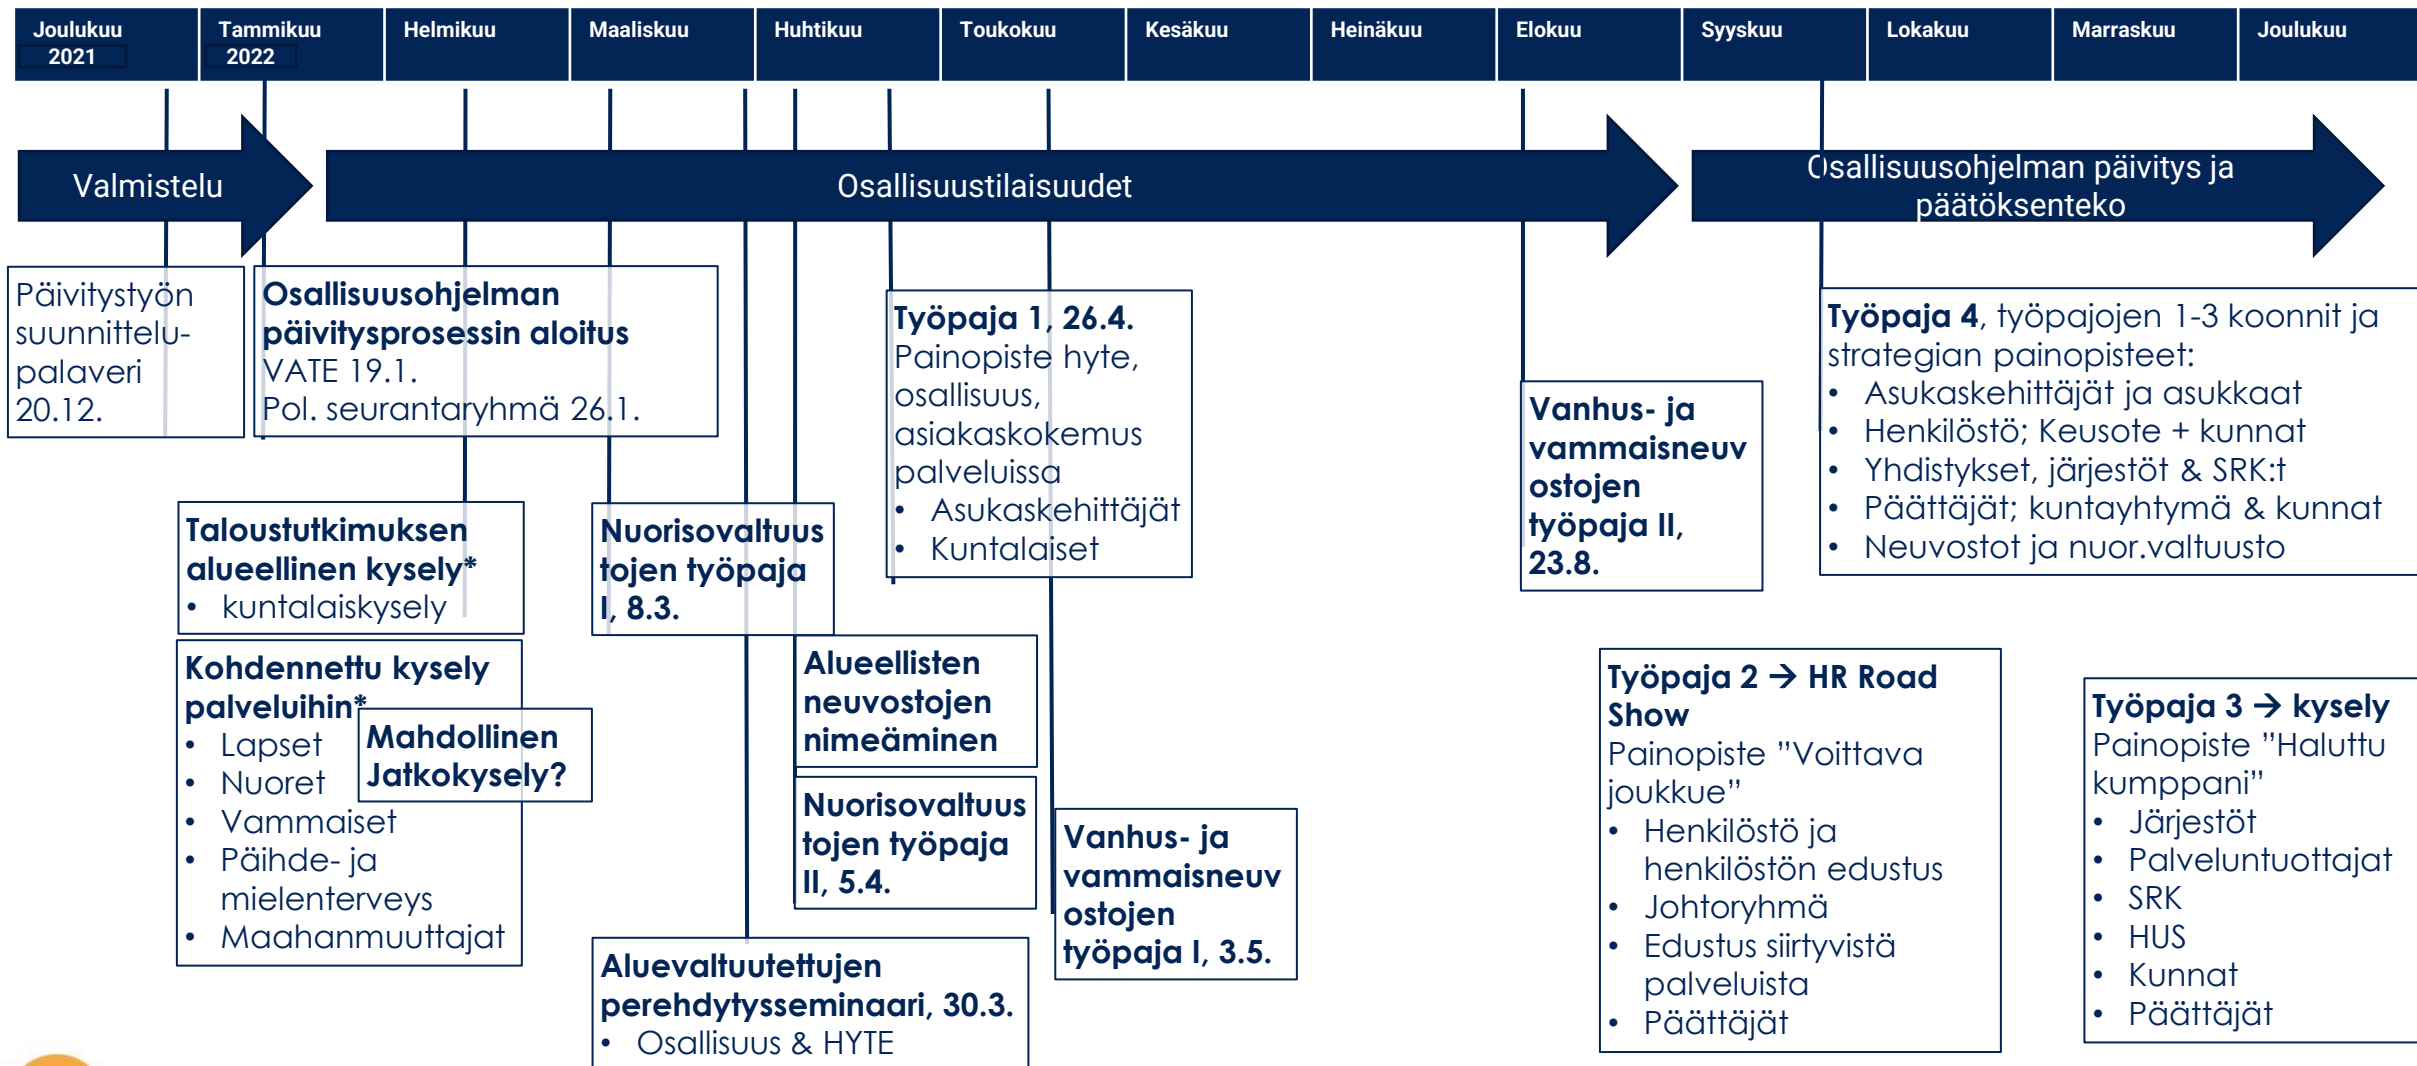 Joulukuu
2021
Tammikuu
2022
Helmikuu
Maaliskuu
Huhtikuu
Toukokuu
Kesäkuu
Heinäkuu
Elokuu
Syyskuu
Lokakuu
Marraskuu
Joulukuu
Valmistelu
Osallisuustilaisuudet
Osallisuusohjelman päivitys ja
päätöksenteko
Päivitystyön
suunnittelu-
palaveri
20.12.
Osallisuusohjelman
päivitysprosessin aloitus
VATE 19.1.
Pol. seurantaryhmä 26.1.
Taloustutkimuksen
alueellinen kysely*
• kuntalaiskysely
Kohdennettu kysely
palveluihin*
• Lapset
• Nuoret
• Vammaiset
• Päihde- ja
mielenterveys
• Maahanmuuttajat
Mahdollinen
Jatkokysely?
Nuorisovaltuus
tojen työpaja
I, 8.3.
Aluevaltuutettujen
perehdytysseminaari, 30.3.
• Osallisuus & HYTE
Alueellisten
neuvostojen
nimeäminen
Nuorisovaltuus
tojen työpaja
II, 5.4.
Työpaja 1, 26.4.
Painopiste hyte,
osallisuus,
asiakaskokemus
palveluissa
• Asukaskehittäjät
• Kuntalaiset
Vanhus- ja
vammaisneuv
ostojen
työpaja I, 3.5.
Vanhus- ja
vammaisneuv
ostojen
työpaja II,
23.8.
Työpaja 4, työpajojen 1-3 koonnit ja
strategian painopisteet:
• Asukaskehittäjät ja asukkaat
• Henkilöstö; Keusote + kunnat
• Yhdistykset, järjestöt & SRK:t
• Päättäjät; kuntayhtymä & kunnat
• Neuvostot ja nuor.valtuusto
Työpaja 2 → HR Road
Show
Painopiste ”Voittava
joukkue”
• Henkilöstö ja
henkilöstön edustus
• Johtoryhmä
• Edustus siirtyvistä
palveluista
• Päättäjät
Työpaja 3 → kysely
Painopiste ”Haluttu
kumppani”
• Järjestöt
• Palveluntuottajat
• SRK
• HUS
• Kunnat
• Päättäjät